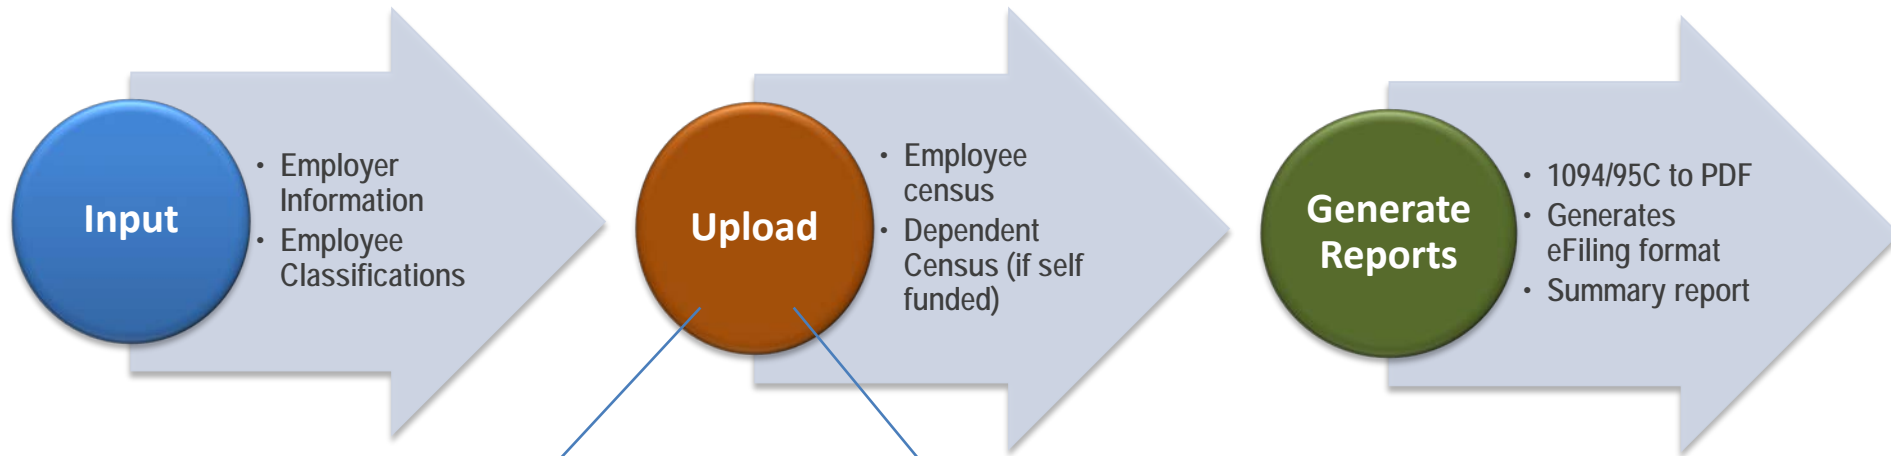 Input
• Employer
Information
• Employee
Classifications
Upload
• Employee
census
• Dependent
Census (if self
funded)
Generate
Reports
• 1094/95C to PDF
• Generates
eFiling format
• Summary report